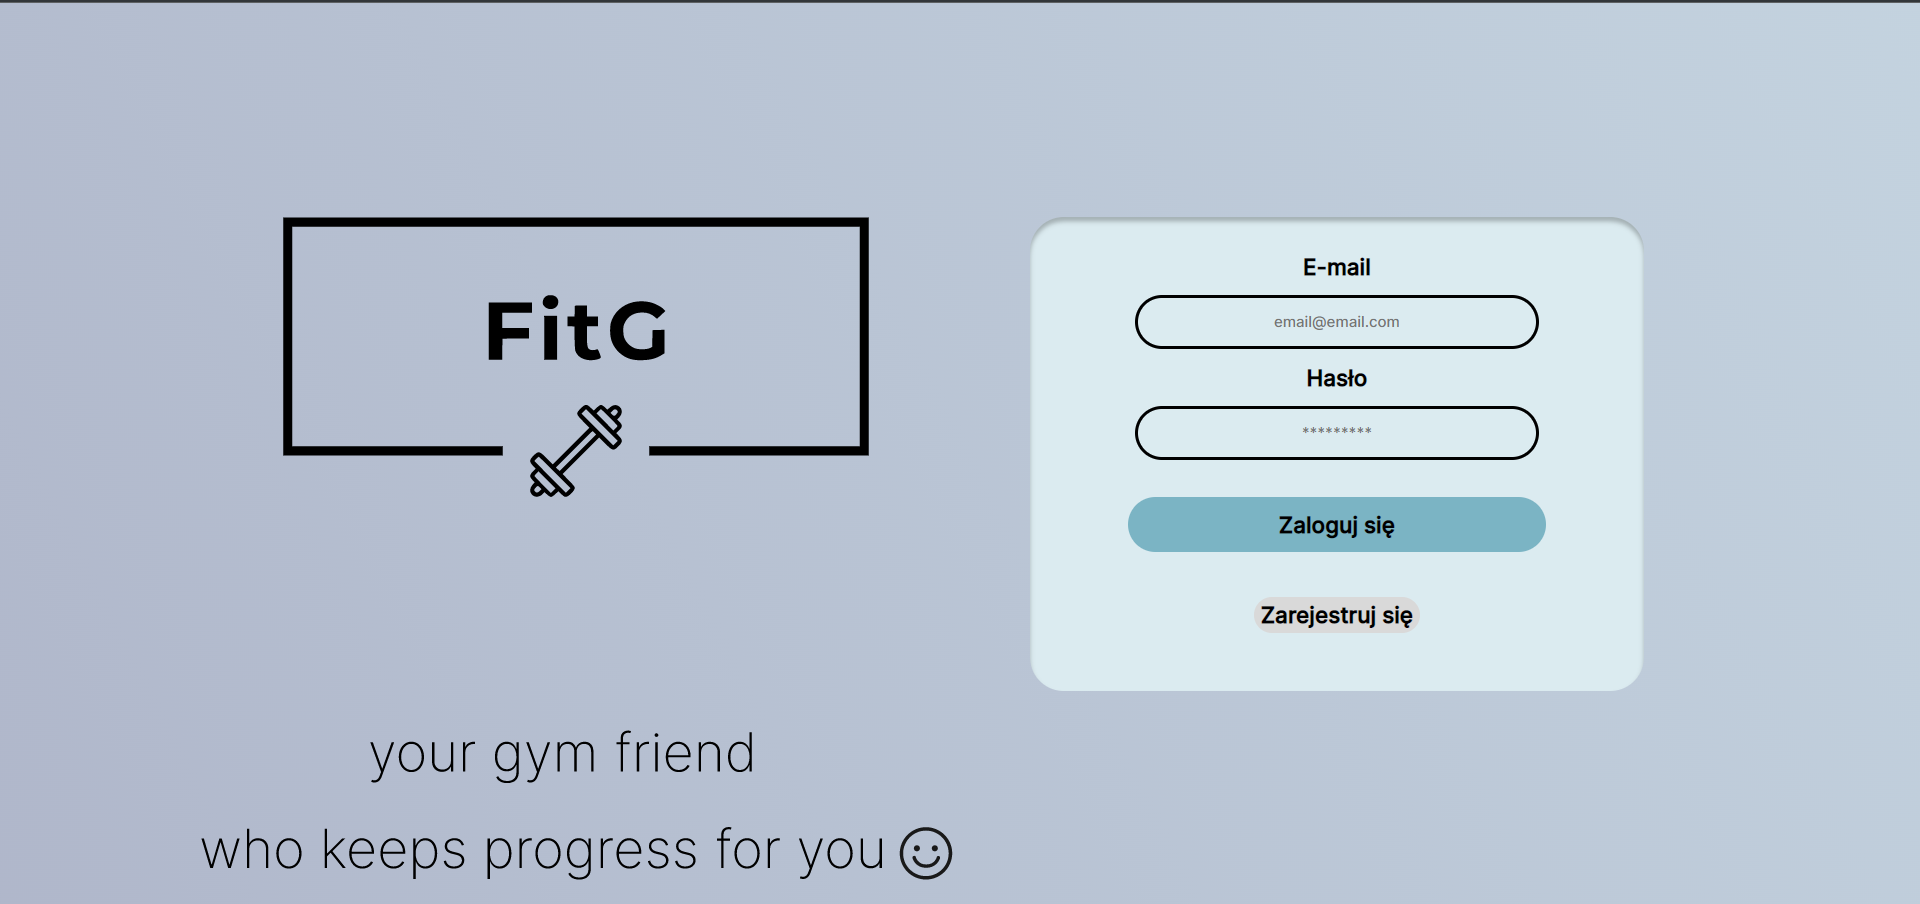 FitG
your gym friend
who keeps progress for you
E-mail
email@email.com
Hasło
*********
Zaloguj się
Zarejestruj się